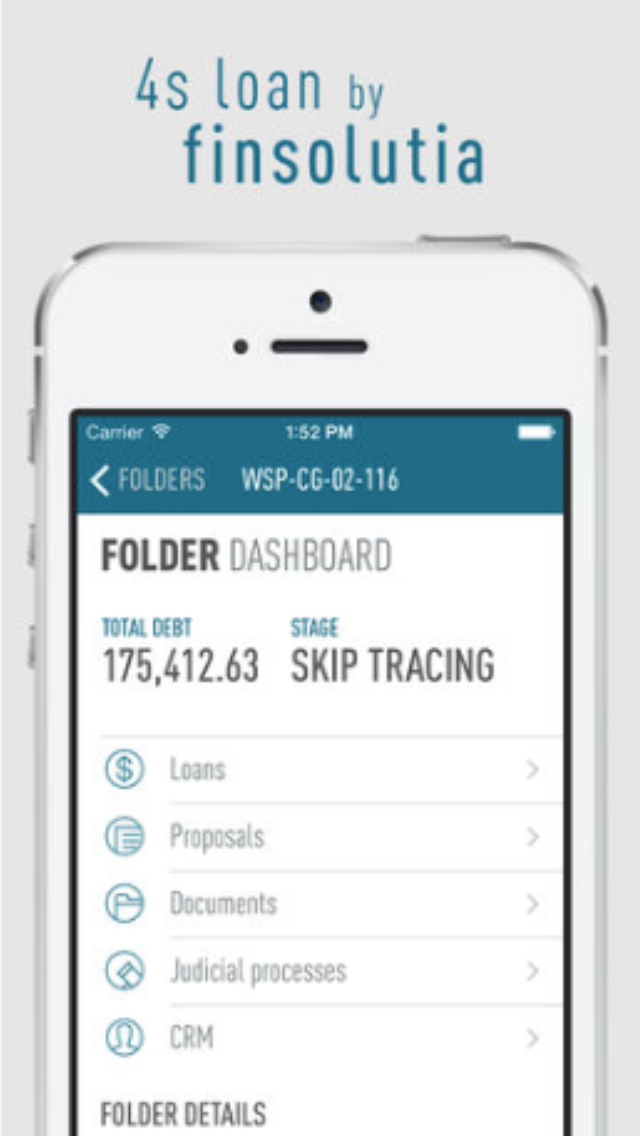 4s loan by
finsolutia
Carrier 1:52 PM
FOLDERS WSP-CG-02-116
FOLDER DASHBOARD
TOTAL DEBT STAGE
175,412.63 SKIP TRACING
$ Loans
Proposals
Documents
Judicial processes
CRM
FOLDER DETAILS